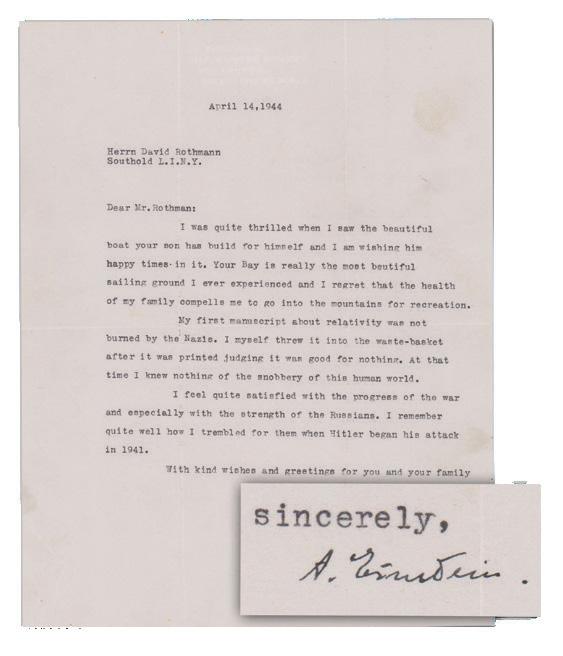 April 14,1944
Herrn David Rothmann
Southold L.I.N.Y.
Dear Mr.Rothman:
I was quite thrilled when I saw the beautiful
boat your son has build for himself and I am wishing him
happy times in it. Your Bay is really the most beutiful
sailing ground I ever experienced and I regret that the health
of my family compells me to go into the mountains for recreation.
My first manuscript about relativity was not
burned by the Nazis. I myself threw it into the waste-basket
after it was printed judging it was good for nothing. At that
time I knew nothing of the snobbery of this human world.
I feel quite satisfied with the progress of the war
and especially with the strength of the Russians. I remember
quite well how I trembled for them when Hitler began his attack
in 1941.
With kind wishes and greetings for you and your family
sincerely,
A. Einstein.